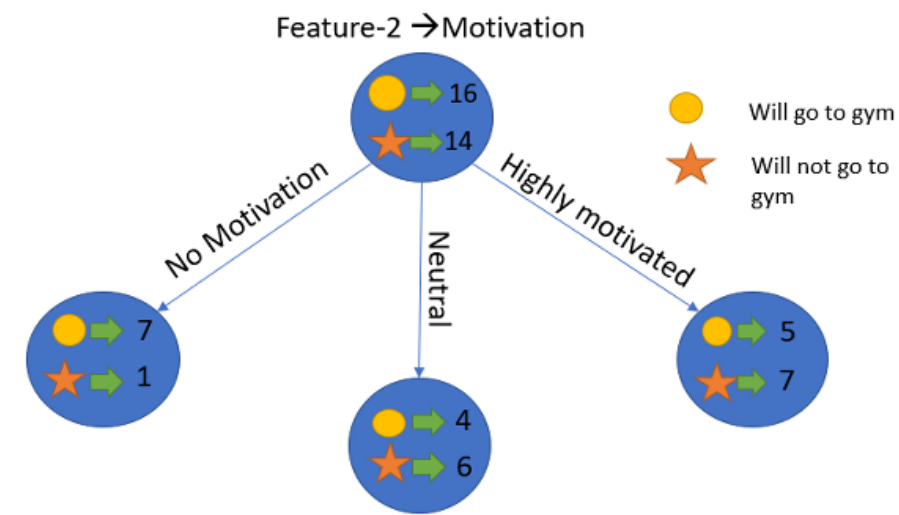 Feature-2 →Motivation
16
14
Will go to gym
Will not go to
gym
No Motivation
Neutral
Highly motivated
7
1
4
6
5
7